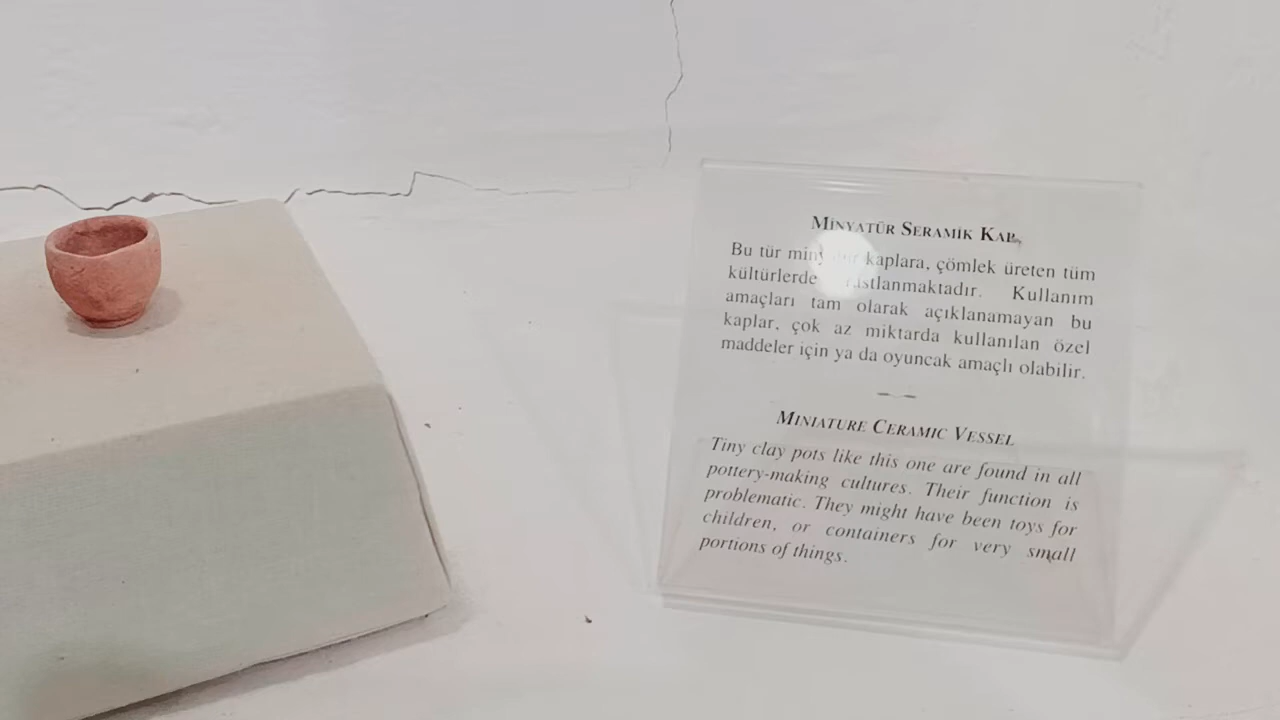 MİNYATÜR SERAMİK KAP
Bu tür kaplara, çömlek üreten tüm
kültürlerde rastlanmaktadır. Kullanım
amaçları tam olarak açıklanamayan bu
kaplar, çok az miktarda kullanılan özel
maddeler için ya da oyuncak amaçlı olabilir.
MINIATURE CERAMIC VESSEL
Tiny clay pots like this one are found in all
pottery-making cultures. Their function is
problematic. They might have been toys for
children, or containers for very small
portions of things.